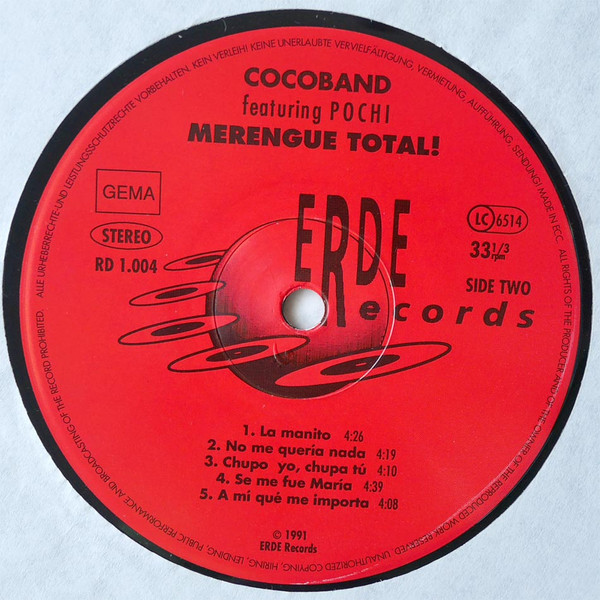 COCOBAND
featuring POCHI
MERENGUE TOTAL!
GEMA
STEREO
RD 1.004
ERDE
Records
LC 6514
33 1/3
rpm
SIDE TWO
1. La manito 4:26
2. No me quería nada 4:19
3. Chupo yo, chupa tú 4:10
4. Se me fue María 4:39
5. A mí qué me importa 4:08
© 1991
ERDE Records
ALLE URHEBERRECHTE-UND LEISTUNGSSCHUTZRECHTE VORBEHALTEN. KEIN VERLEIH! KEINE UNERLAUBTE VERVIELFÄLTIGUNG, VERMIETUNG, AUFFÜHRUNG, SENDUNG! MADE IN EEC. ALL RIGHTS OF THE PRODUCER AND OF THE OWNER OF THE REPRODUCED WORK RESERVED. UNAUTHORIZED COPYING, HIRING, LENDING, PUBLIC PERFORMANCE AND BROADCASTING OF THE RECORD PROHIBITED.